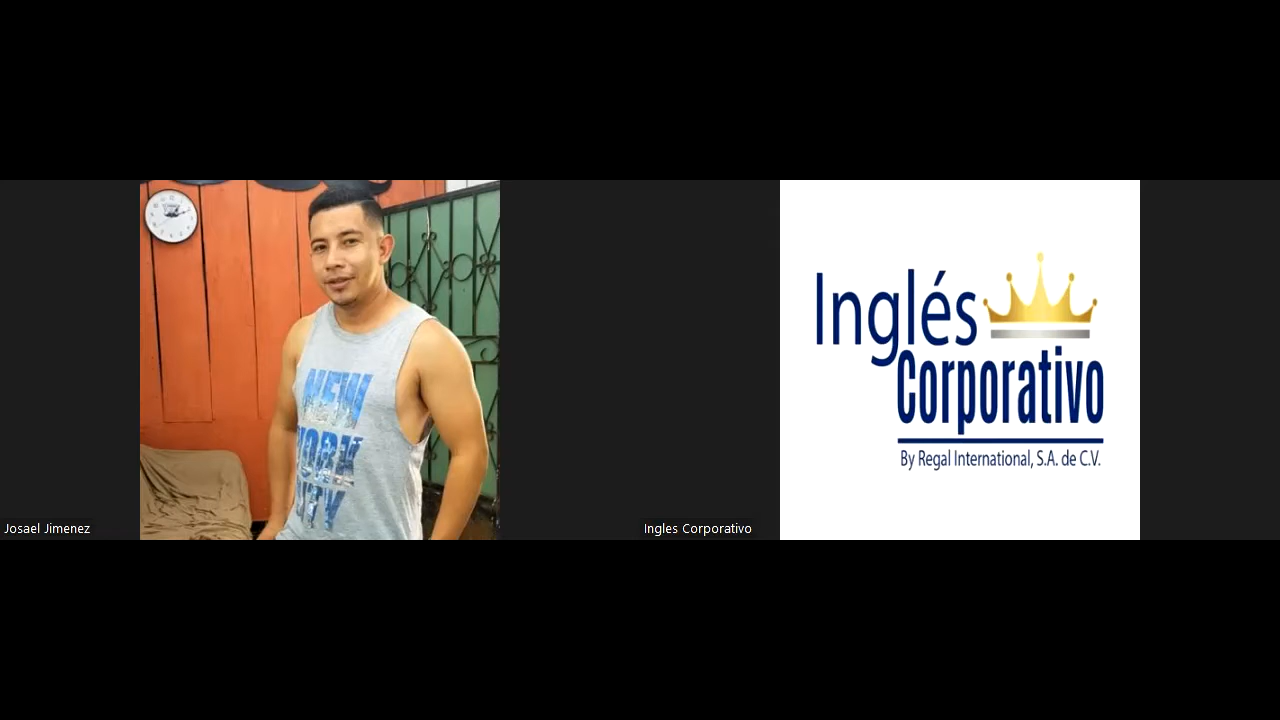 NEW
YORK
CITY
Josael Jimenez
Inglés
Corporativo
By Regal International, S.A. de C.V.
Ingles Corporativo